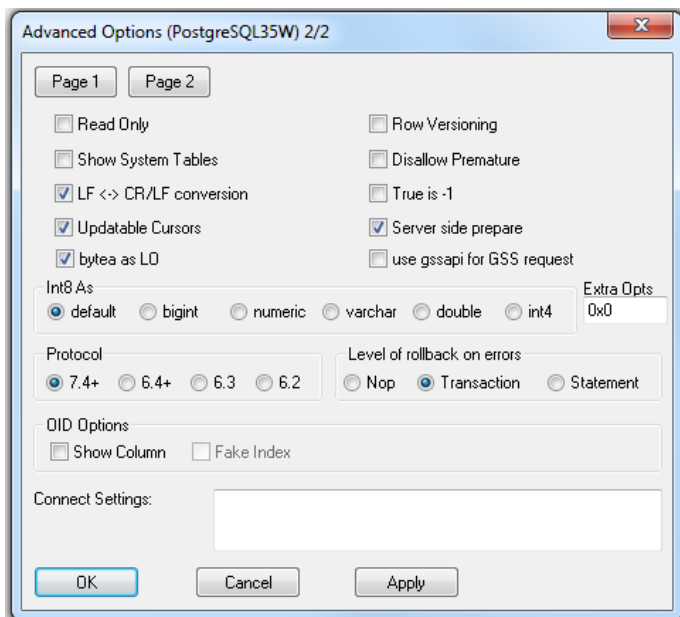 Advanced Options (PostgreSQL35W) 2/2
Page 1 Page 2
Read Only Row Versioning
Show System Tables Disallow Premature
LF <-> CR/LF conversion True is -1
Updatable Cursors Server side prepare
bytea as LO use gssapi for GSS request
Int8 As Extra Opts
default bigint numeric varchar double int4 0x0
Protocol Level of rollback on errors
7.4+ 6.4+ 6.3 6.2 Nop Transaction Statement
OID Options
Show Column Fake Index
Connect Settings:
OK Cancel Apply